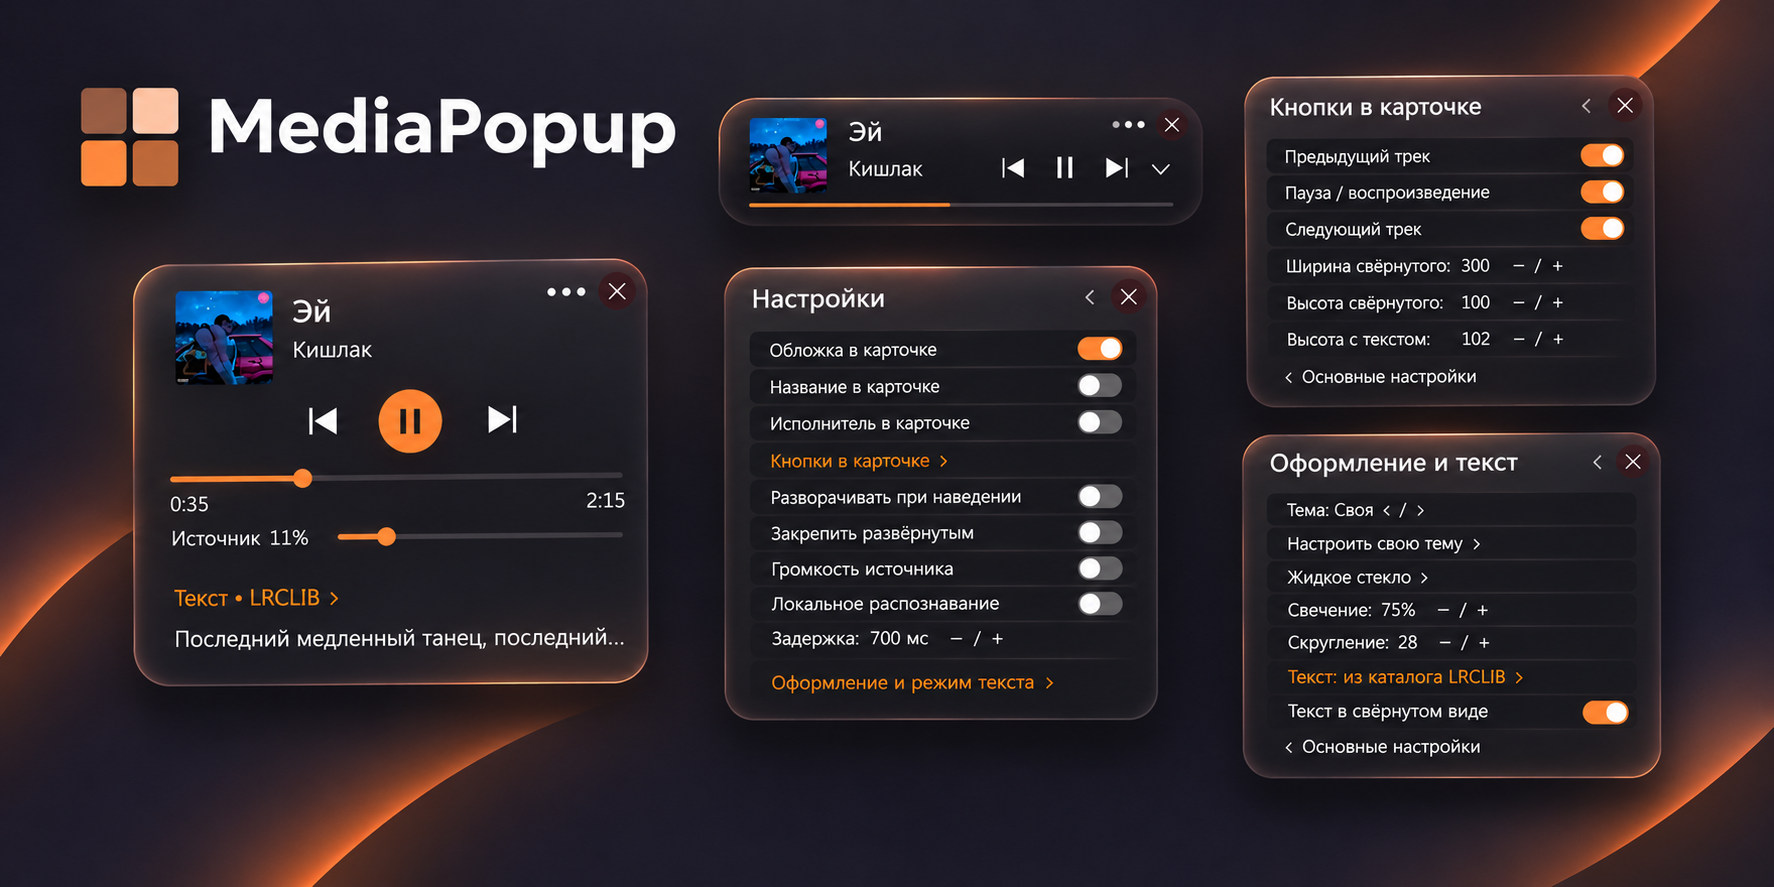 MediaPopup
Эй
Кишлак
0:35
2:15
Источник 11%
Текст • LRCLIB >
Последний медленный танец, последний...
Эй
Кишлак
Настройки
Обложка в карточке
Название в карточке
Исполнитель в карточке
Кнопки в карточке >
Разворачивать при наведении
Закрепить развёрнутым
Громкость источника
Локальное распознавание
Задержка: 700 мс − / +
Оформление и режим текста >
Кнопки в карточке
Предыдущий трек
Пауза / воспроизведение
Следующий трек
Ширина свёрнутого: 300 − / +
Высота свёрнутого: 100 − / +
Высота с текстом: 102 − / +
< Основные настройки
Оформление и текст
Тема: Своя < / >
Настроить свою тему >
Жидкое стекло >
Свечение: 75% − / +
Скругление: 28 − / +
Текст: из каталога LRCLIB >
Текст в свёрнутом виде
< Основные настройки